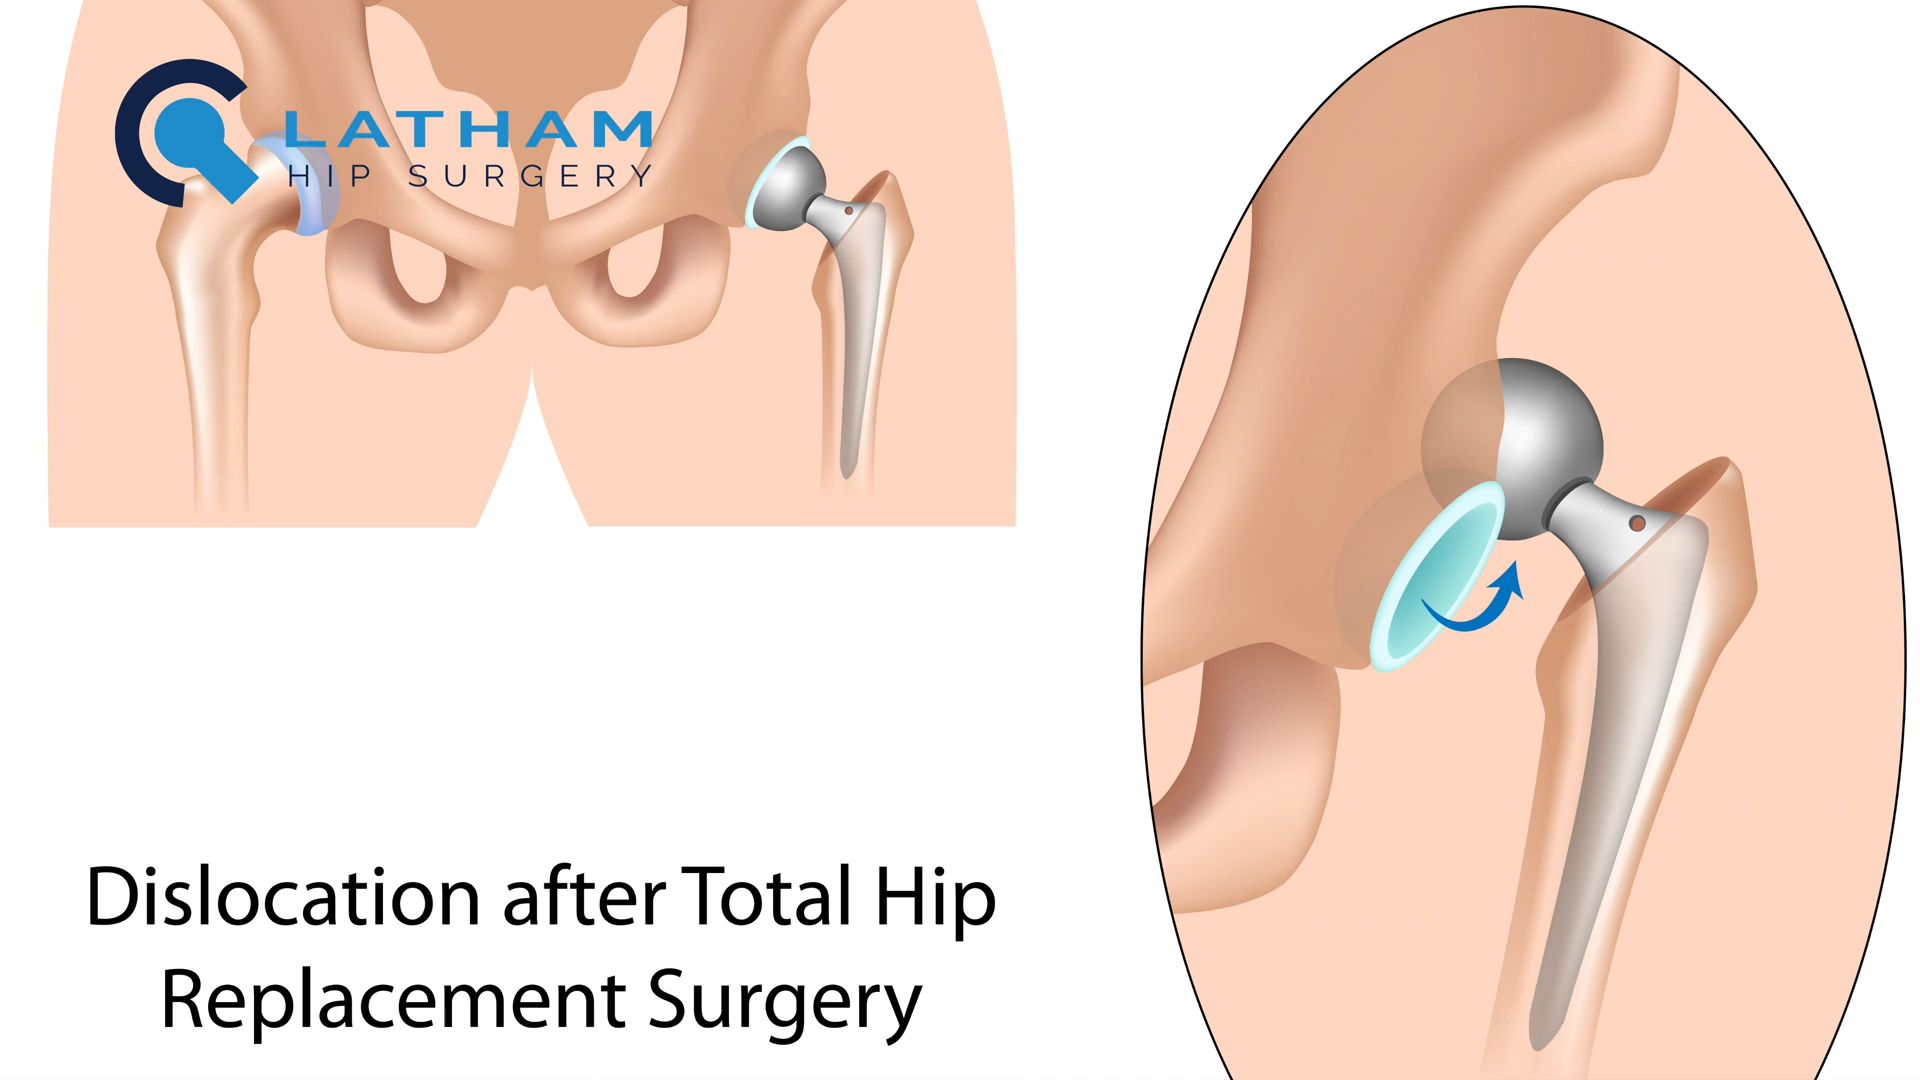 LATHAM
HIP SURGERY
Dislocation after Total Hip
Replacement Surgery